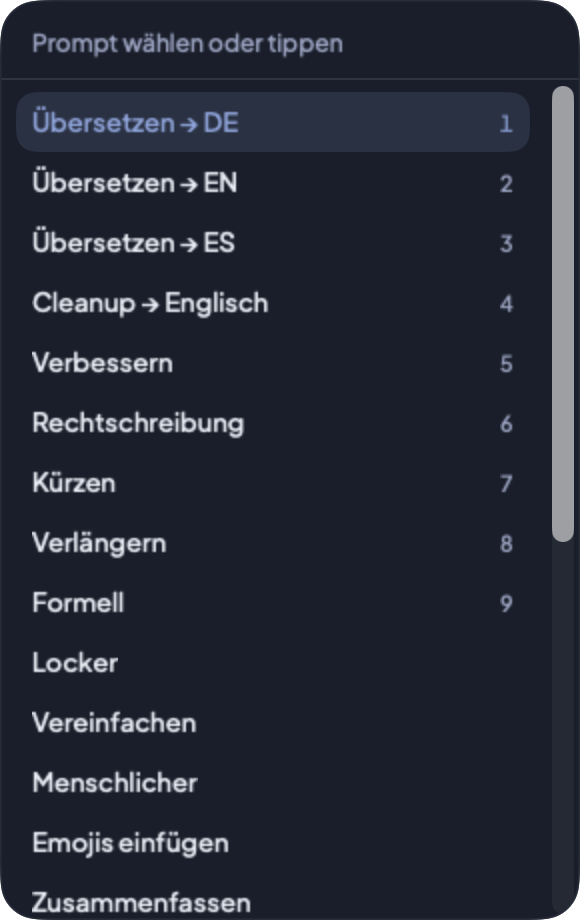 Prompt wählen oder tippen
Übersetzen → DE 1
Übersetzen → EN 2
Übersetzen → ES 3
Cleanup → Englisch 4
Verbessern 5
Rechtschreibung 6
Kürzen 7
Verlängern 8
Formell 9
Locker
Vereinfachen
Menschlicher
Emojis einfügen
Zusammenfassen